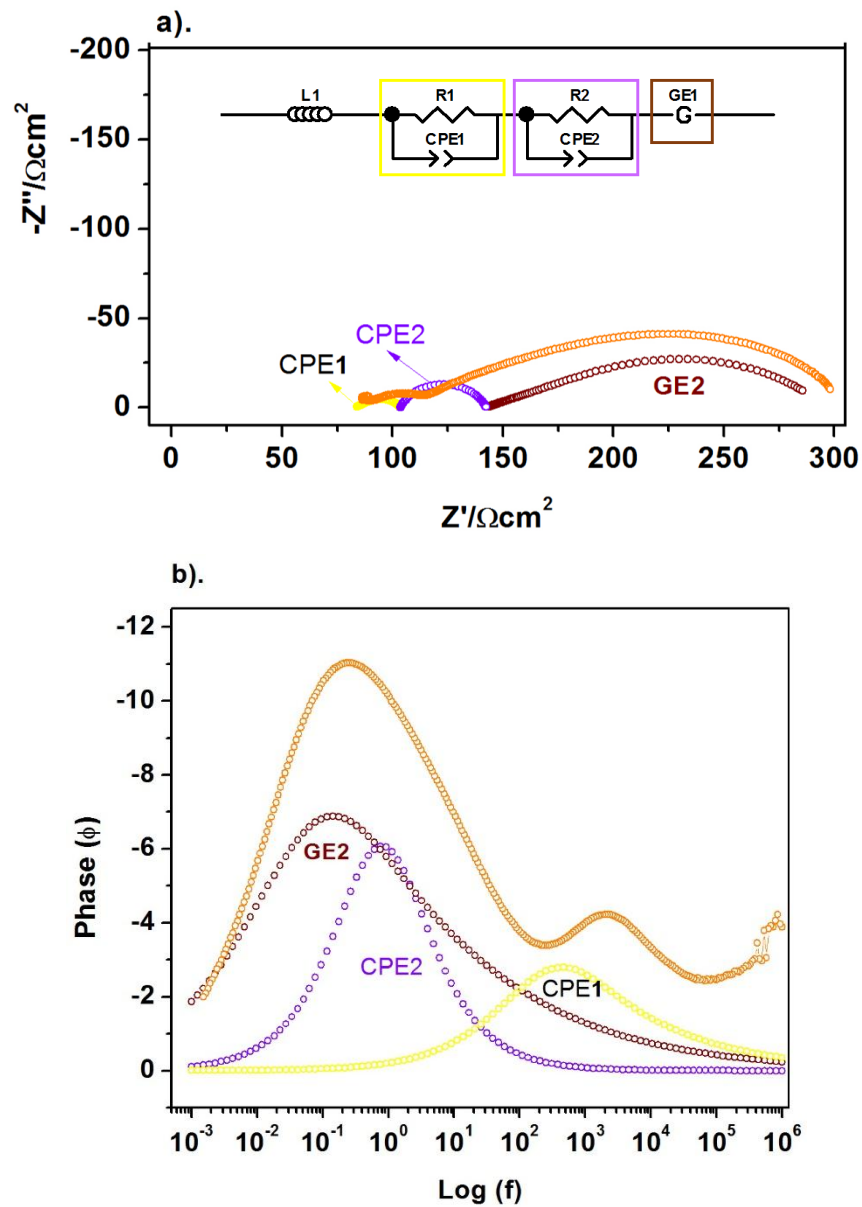 a).
-200
-150
-100
-50
0
-Z''/Ωcm²
L1
R1
CPE1
R2
CPE2
GE1
G
CPE1
CPE2
GE2
0 50 100 150 200 250 300
Z'/Ωcm²
b).
-12
-10
-8
-6
-4
-2
0
Phase (ϕ)
GE2
CPE2
CPE1
10⁻³ 10⁻² 10⁻¹ 10⁰ 10¹ 10² 10³ 10⁴ 10⁵ 10⁶
Log (f)